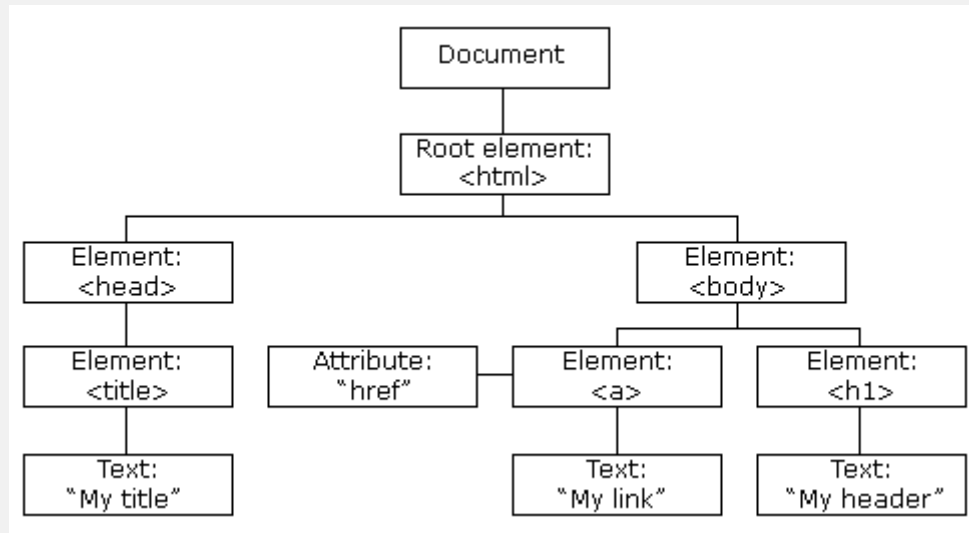 Document
Root element:
<html>
Element:
<head>
Element:
<body>
Element:
<title>
Attribute:
“href”
Element:
<a>
Element:
<h1>
Text:
“My title”
Text:
“My link”
Text:
“My header”